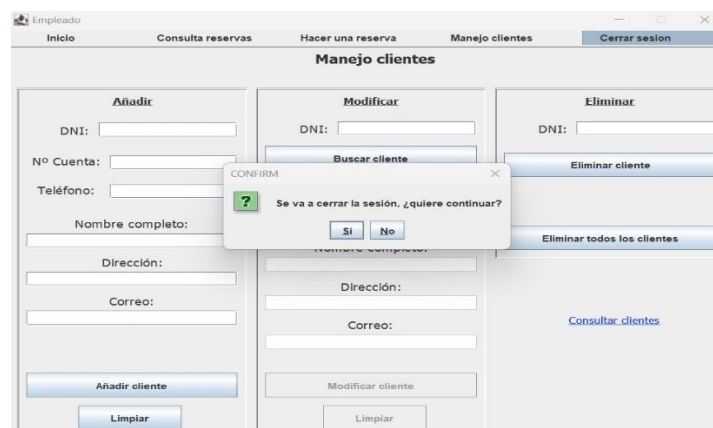 Empleado
Inicio Consulta reservas Hacer una reserva Manejo clientes Cerrar sesion
Manejo clientes
Añadir
DNI:
Nº Cuenta:
Teléfono:
Nombre completo:
Dirección:
Correo:
Añadir cliente
Limpiar
Modificar
DNI:
Buscar cliente
Nombre completo:
Dirección:
Correo:
Modificar cliente
Limpiar
Eliminar
DNI:
Eliminar cliente
Eliminar todos los clientes
Consultar clientes
CONFIRM
Se va a cerrar la sesión, ¿quiere continuar?
Si No